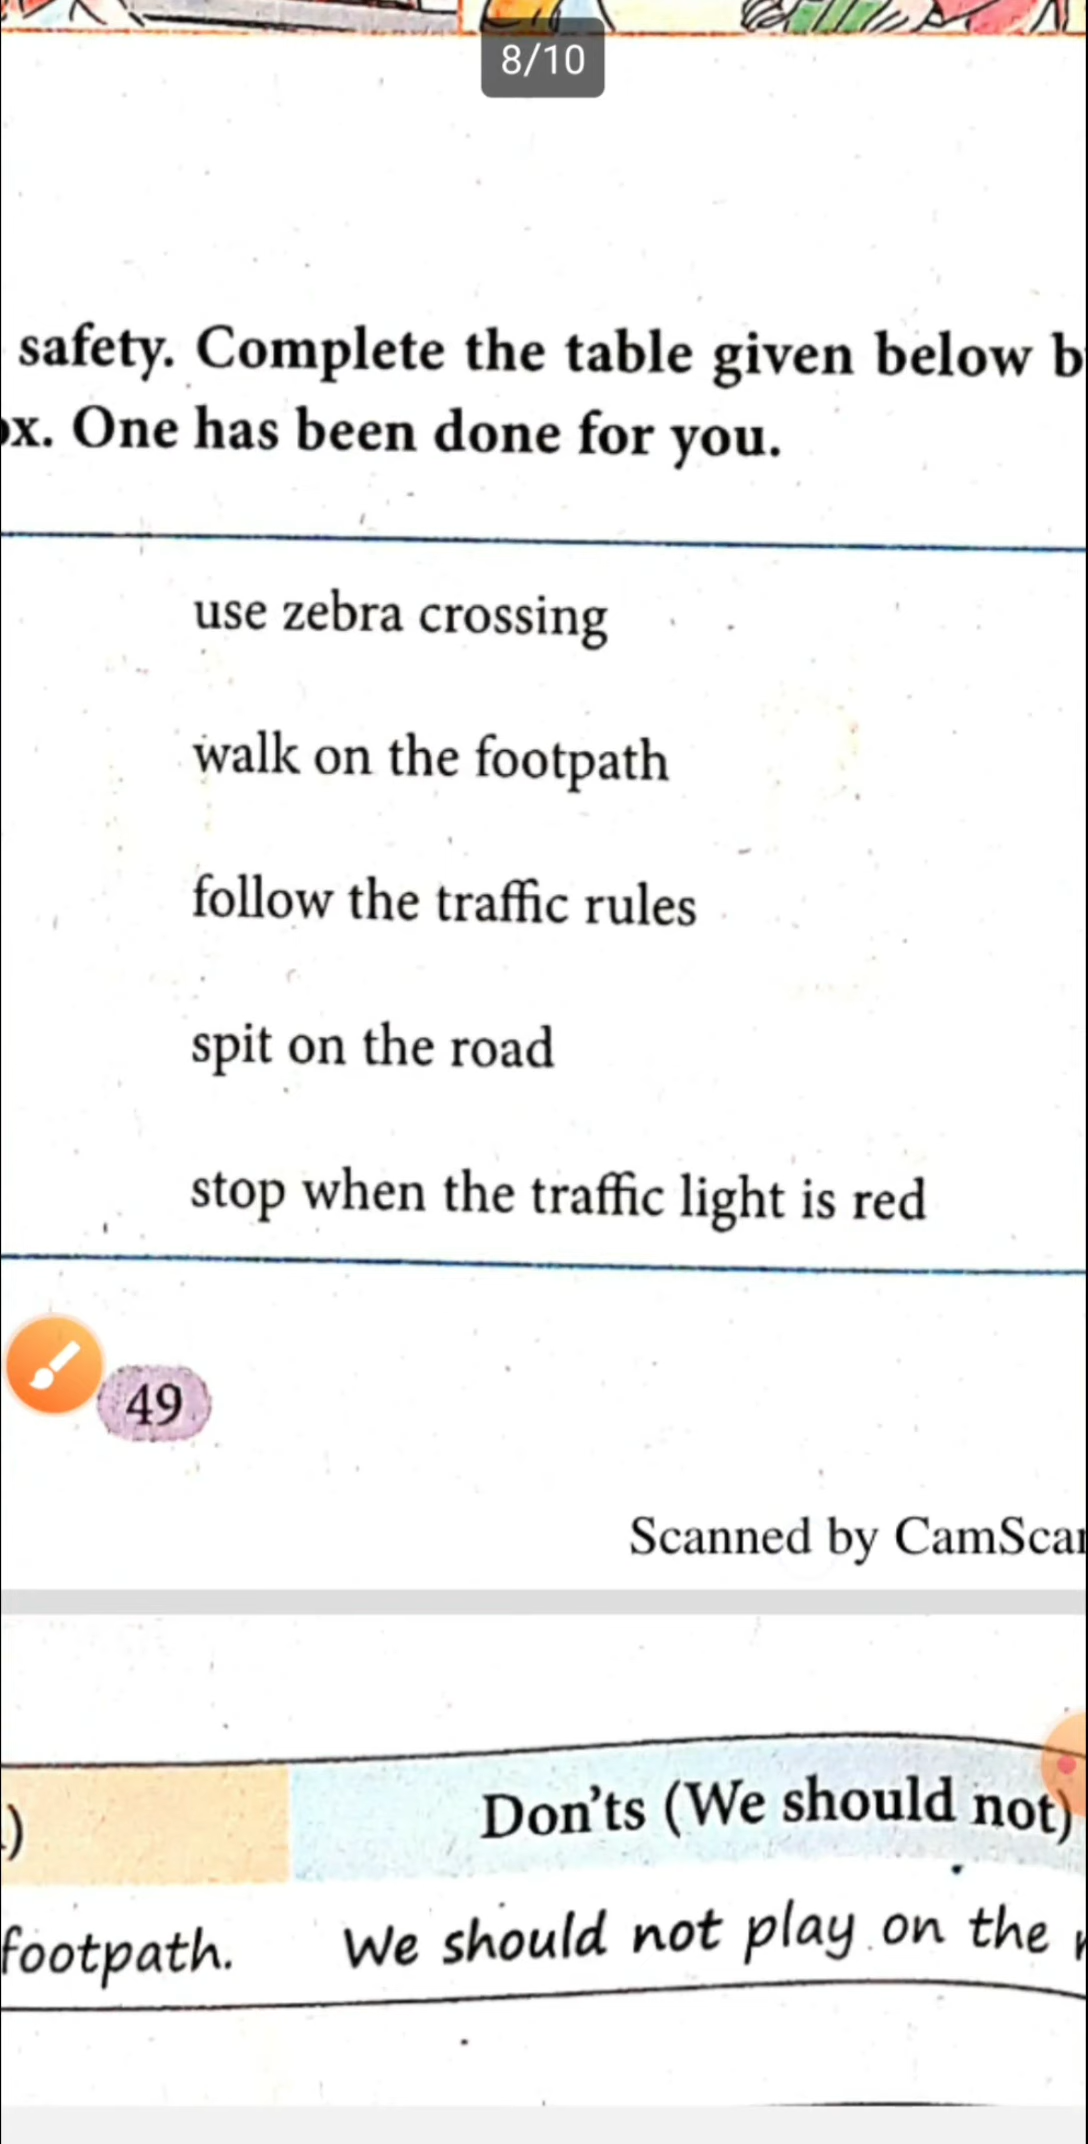 8/10
safety. Complete the table given below b
x. One has been done for you.
use zebra crossing
walk on the footpath
follow the traffic rules
spit on the road
stop when the traffic light is red
49
Scanned by CamScan
.)
Don'ts (We should not)
footpath.
We should not play on the